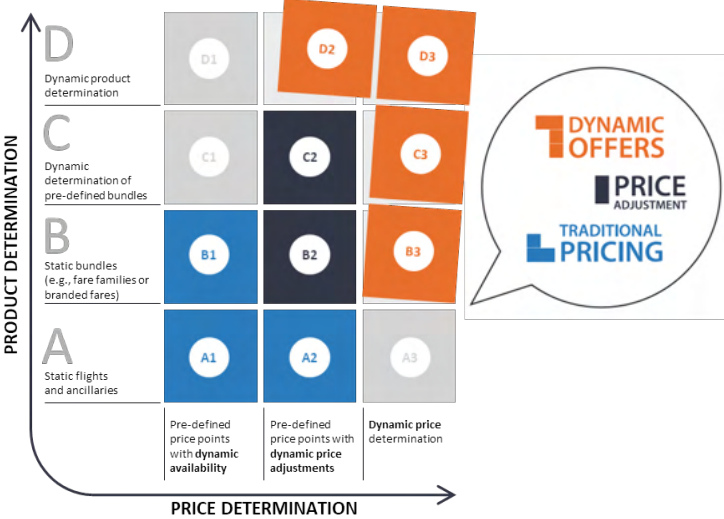 PRODUCT DETERMINATION
D
Dynamic product
determination
D1
D2
D3
C
Dynamic
determination of
pre-defined bundles
C1
C2
C3
B
Static bundles
(e.g., fare families or
branded fares)
B1
B2
B3
A
Static flights
and ancillaries
A1
A2
A3
Pre-defined
price points
with dynamic
availability
Pre-defined
price points with
dynamic price
adjustments
Dynamic price
determination
PRICE DETERMINATION
DYNAMIC
OFFERS
PRICE
ADJUSTMENT
TRADITIONAL
PRICING